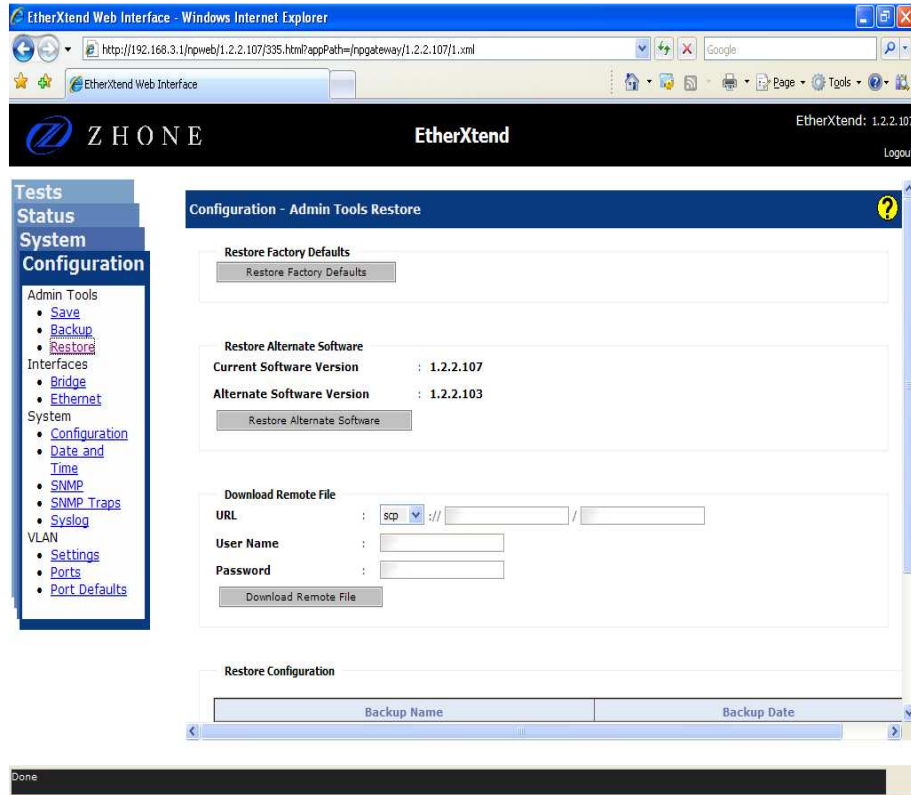 EtherXtend Web Interface - Windows Internet Explorer
http://192.168.3.1/npweb/1.2.2.107/335.html?appPath=/npgateway/1.2.2.107/1.xml
Google
EtherXtend Web Interface
Page
Tools
ZHONE
EtherXtend
EtherXtend: 1.2.2.107
Logou
Tests
Status
System
Configuration
Admin Tools
Save
Backup
Restore
Interfaces
Bridge
Ethernet
System
Configuration
Date and
Time
SNMP
SNMP Traps
Syslog
VLAN
Settings
Ports
Port Defaults
Configuration - Admin Tools Restore
?
Restore Factory Defaults
Restore Factory Defaults
Restore Alternate Software
Current Software Version : 1.2.2.107
Alternate Software Version : 1.2.2.103
Restore Alternate Software
Download Remote File
URL : scp :// /
User Name :
Password :
Download Remote File
Restore Configuration
Backup Name Backup Date
Done